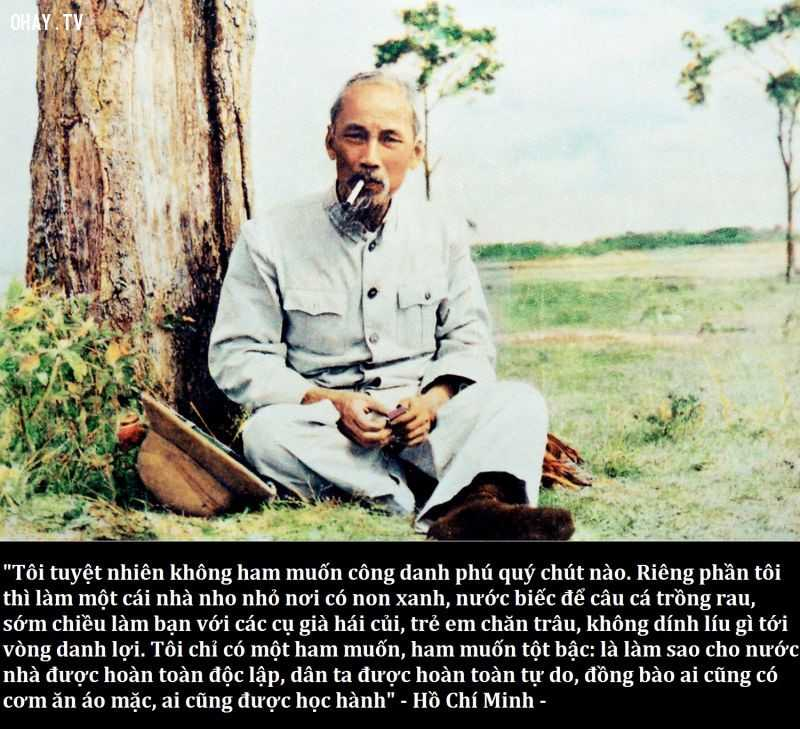 OHAY.TV
"Tôi tuyệt nhiên không ham muốn công danh phú quý chút nào. Riêng phần tôi
thì làm một cái nhà nho nhỏ nơi có non xanh, nước biếc để câu cá trồng rau,
sớm chiều làm bạn với các cụ già hái củi, trẻ em chăn trâu, không dính líu gì tới
vòng danh lợi. Tôi chỉ có một ham muốn, ham muốn tột bậc: là làm sao cho nước
nhà được hoàn toàn độc lập, dân ta được hoàn toàn tự do, đồng bào ai cũng có
cơm ăn áo mặc, ai cũng được học hành" - Hồ Chí Minh -